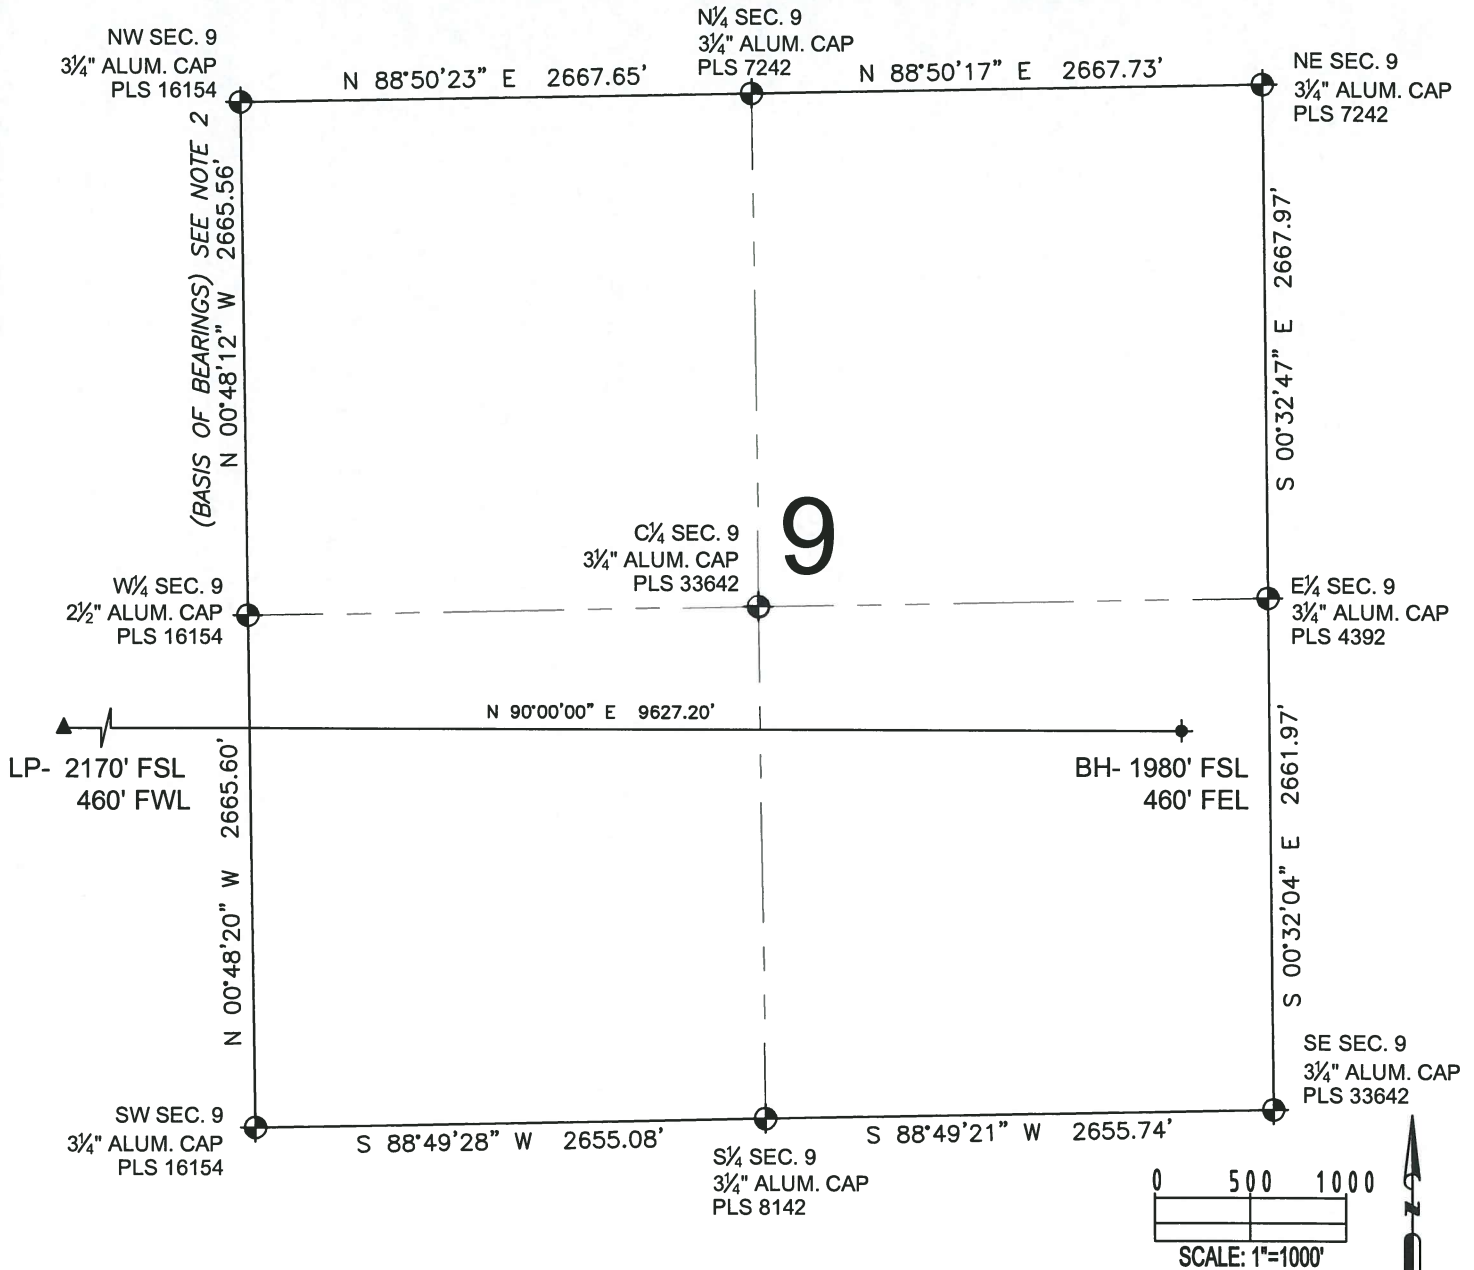 NW SEC. 9
3¼" ALUM. CAP
PLS 16154
N 88°50'23" E 2667.65'
N¼ SEC. 9
3¼" ALUM. CAP
PLS 7242
N 88°50'17" E 2667.73'
NE SEC. 9
3¼" ALUM. CAP
PLS 7242
(BASIS OF BEARINGS) SEE NOTE 2
N 00°48'12" W 2665.56'
S 00°32'47" E 2667.97'
9
C¼ SEC. 9
3¼" ALUM. CAP
PLS 33642
W¼ SEC. 9
2½" ALUM. CAP
PLS 16154
E¼ SEC. 9
3¼" ALUM. CAP
PLS 4392
N 90°00'00" E 9627.20'
LP- 2170' FSL
460' FWL
BH- 1980' FSL
460' FEL
N 00°48'20" W 2665.60'
S 00°32'04" E 2661.97'
SW SEC. 9
3¼" ALUM. CAP
PLS 16154
S 88°49'28" W 2655.08'
S¼ SEC. 9
3¼" ALUM. CAP
PLS 8142
S 88°49'21" W 2655.74'
SE SEC. 9
3¼" ALUM. CAP
PLS 33642
0 500 1000
SCALE: 1"=1000'
N